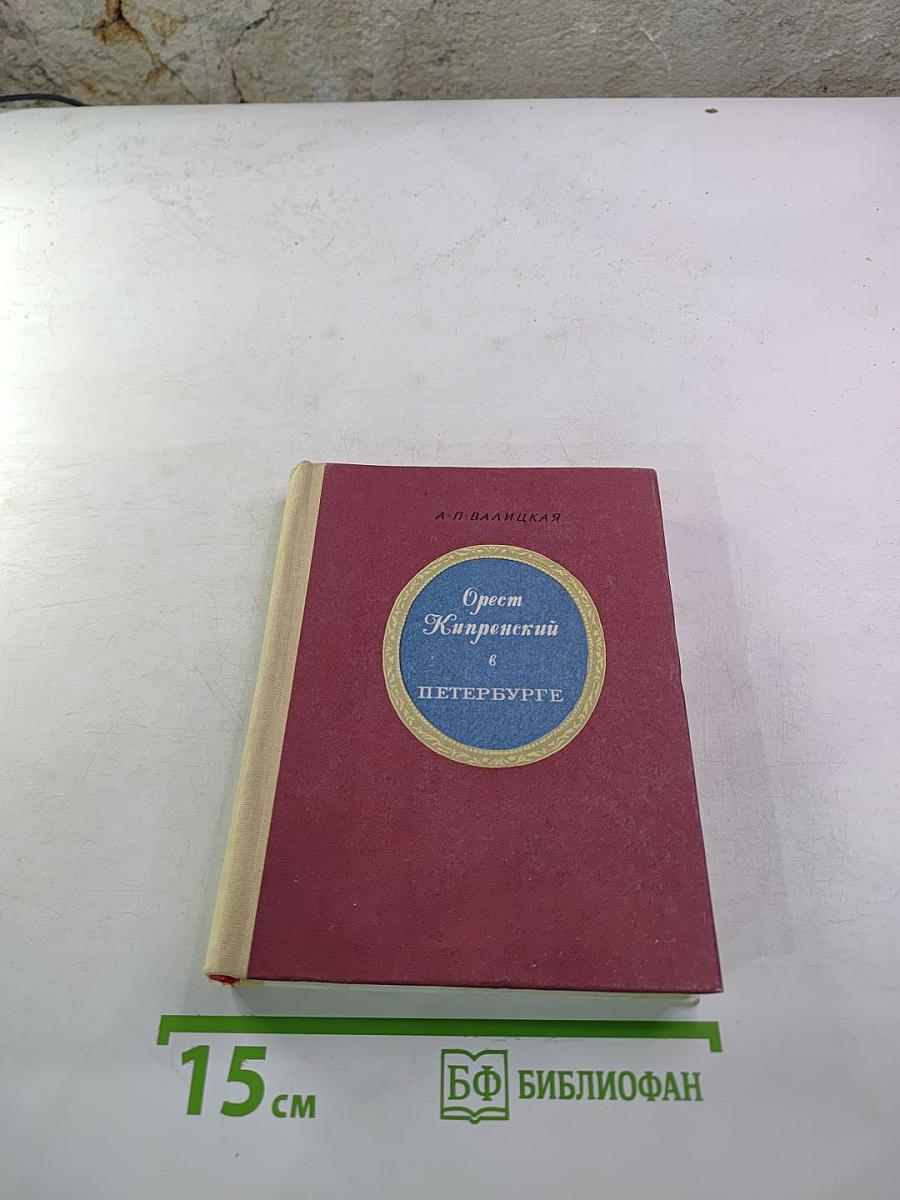 А·П·ВАЛИЦКАЯ
Орест
Кипренский
в
ПЕТЕРБУРГЕ
15 см
БФ БИБЛИОФАН